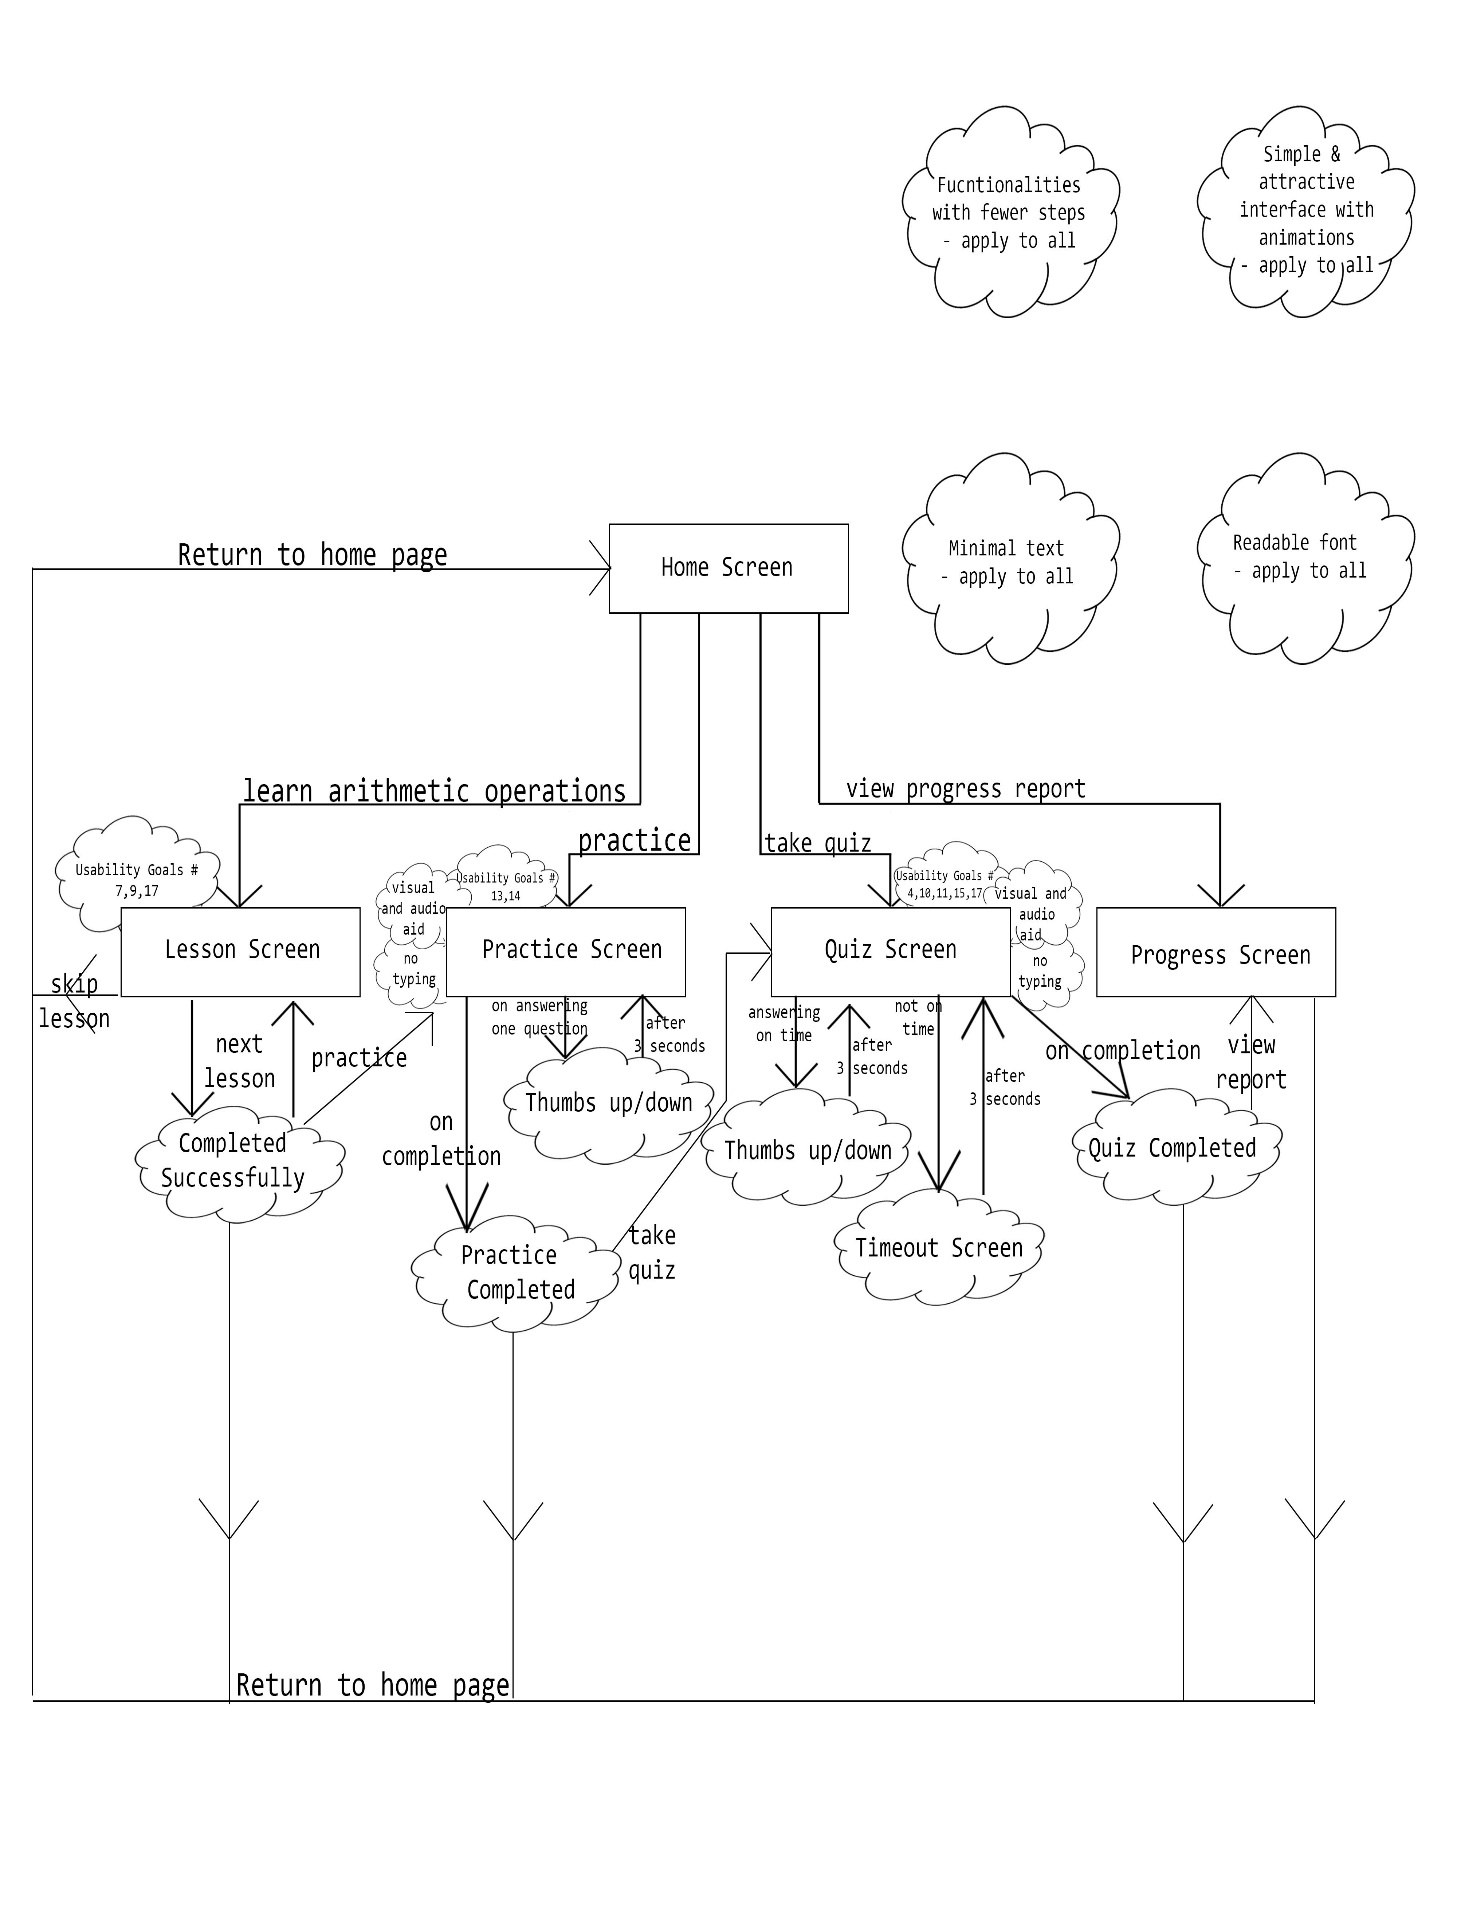 Fucntionalities
with fewer steps
- apply to all
Simple &
attractive
interface with
animations
- apply to all
Minimal text
- apply to all
Readable font
- apply to all
Return to home page
Home Screen
learn arithmetic operations
practice
take quiz
view progress report
Usability Goals #
7,9,17
Lesson Screen
skip
lesson
visual
and audio
aid
Usability Goals #
13,14
no
typing
Practice Screen
Usability Goals #
4,10,11,15,17
visual and
audio
aid
no
typing
Quiz Screen
Progress Screen
next
lesson
practice
Completed
Successfully
on answering
one question
after
3 seconds
Thumbs up/down
on
completion
Practice
Completed
take
quiz
answering
on time
after
3 seconds
Thumbs up/down
not on
time
after
3 seconds
Timeout Screen
on completion
Quiz Completed
view
report
Return to home page